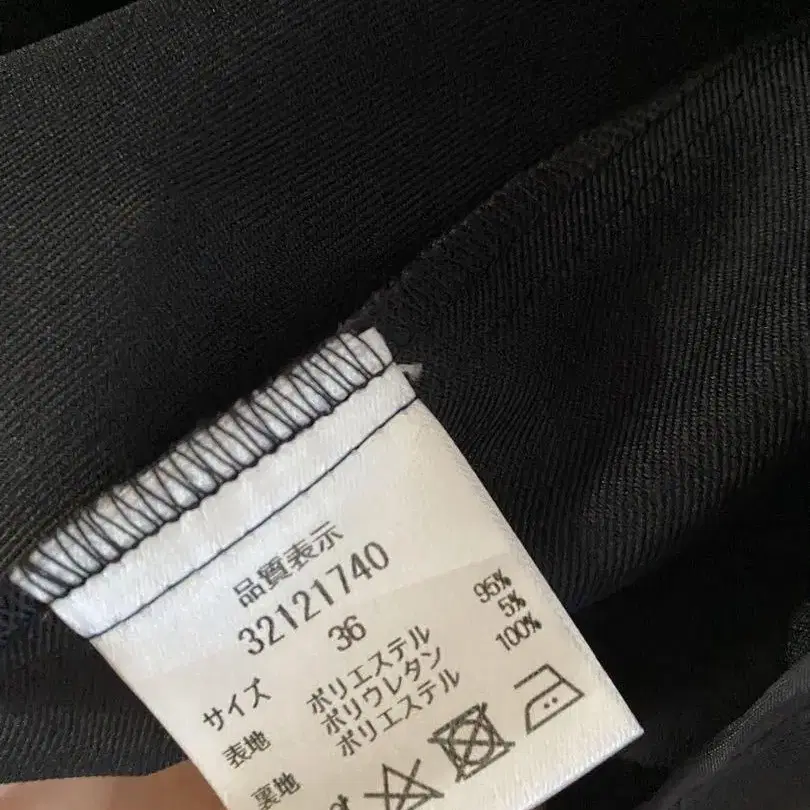 品質表示
32121740
サイズ 36
表地 ポリエステル 95%
ポリウレタン 5%
裏地 ポリエステル 100%